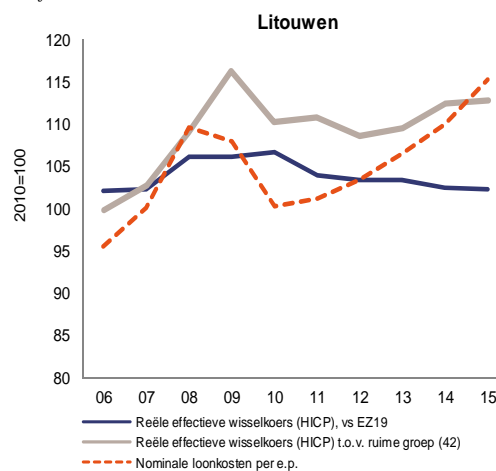 Litouwen
120
115
110
105
100
95
90
85
80
2010=100
06 07 08 09 10 11 12 13 14 15
Reële effectieve wisselkoers (HICP), vs EZ19
Reële effectieve wisselkoers (HICP) t.o.v. ruime groep (42)
Nominale loonkosten per e.p.